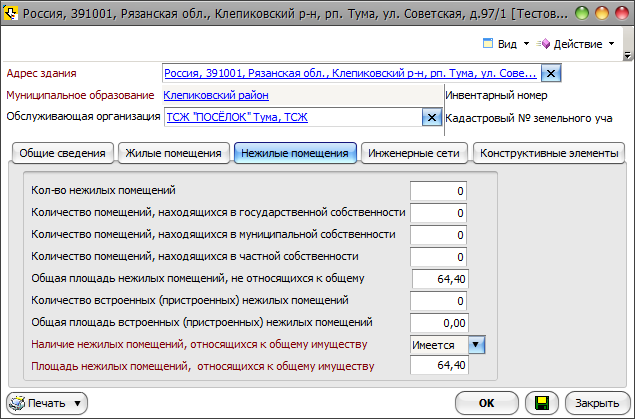 Россия, 391001, Рязанская обл., Клепиковский р-н, рп. Тума, ул. Советская, д.97/1 [Тестов...
Вид Действие
Адрес здания Россия, 391001, Рязанская обл., Клепиковский р-н, рп. Тума, ул. Сове...
Муниципальное образование Клепиковский район Инвентарный номер
Обслуживающая организация ТСЖ "ПОСЁЛОК" Тума, ТСЖ Кадастровый № земельного уча
Общие сведения Жилые помещения Нежилые помещения Инженерные сети Конструктивные элементы
Кол-во нежилых помещений 0
Количество помещений, находящихся в государственной собственности 0
Количество помещений, находящихся в муниципальной собственности 0
Количество помещений, находящихся в частной собственности 0
Общая площадь нежилых помещений, не относящихся к общему 64,40
Количество встроенных (пристроенных) нежилых помещений 0
Общая площадь встроенных (пристроенных) нежилых помещений 0,00
Наличие нежилых помещений, относящихся к общему имуществу Имеется
Площадь нежилых помещений, относящихся к общему имуществу 64,40
Печать ОК Закрыть